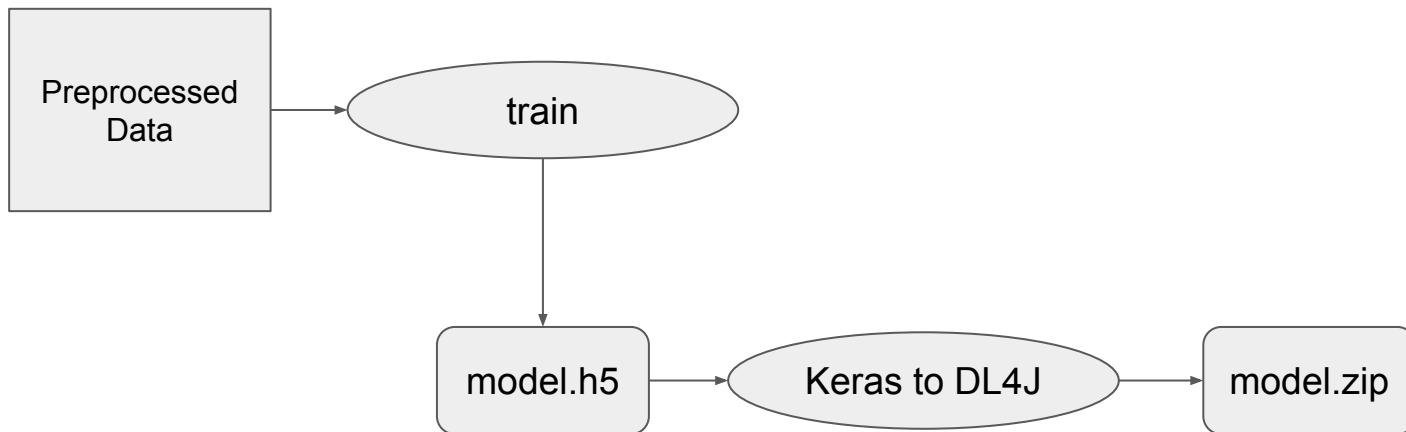 Preprocessed
Data
train
model.h5
Keras to DL4J
model.zip